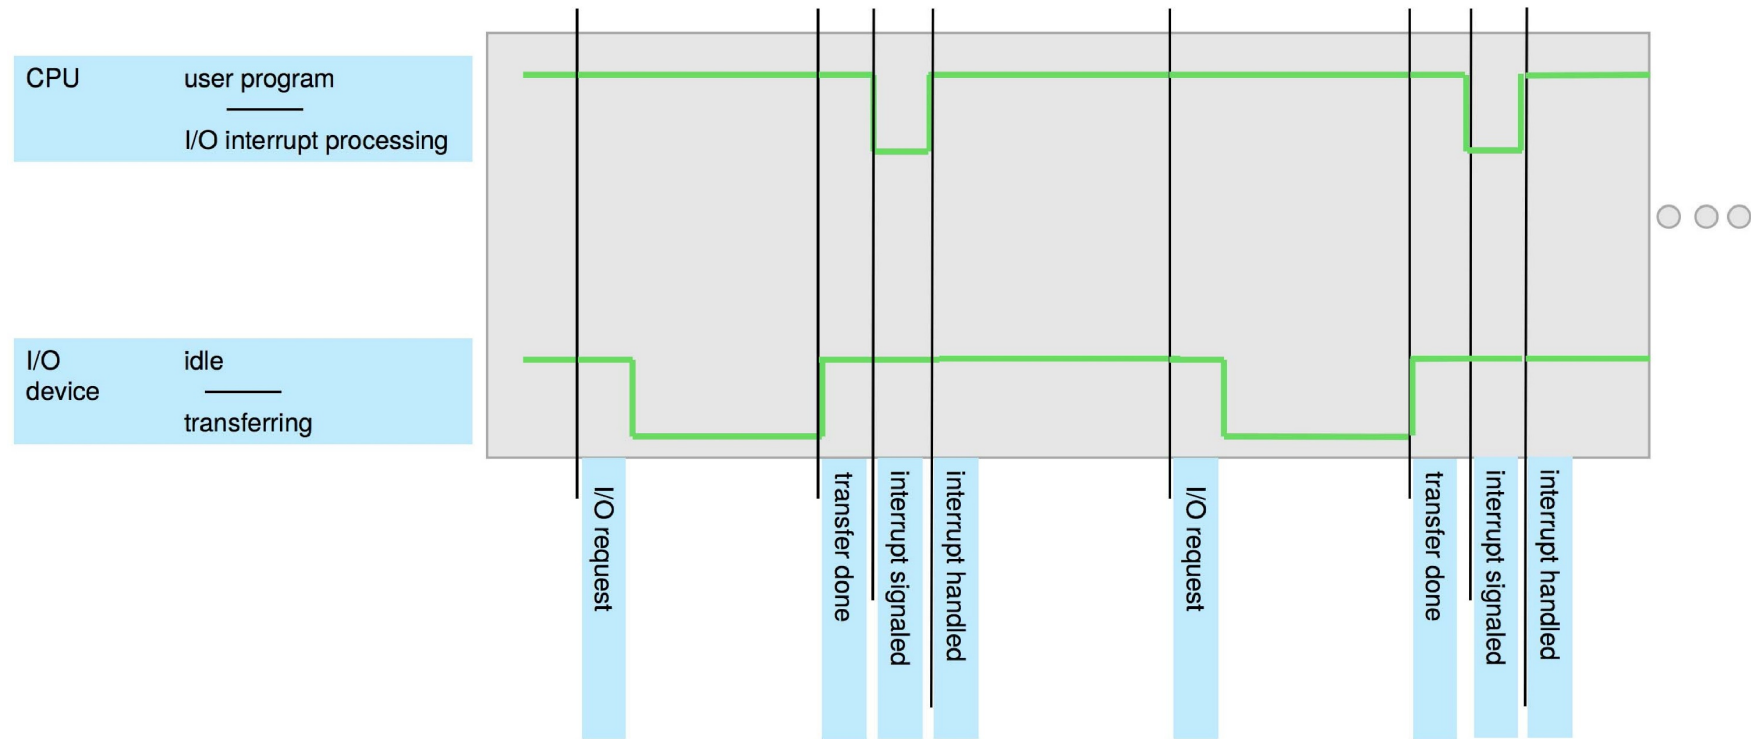 CPU
user program
I/O interrupt processing
I/O
device
idle
transferring
I/O request
transfer done
interrupt signaled
interrupt handled
I/O request
transfer done
interrupt signaled
interrupt handled